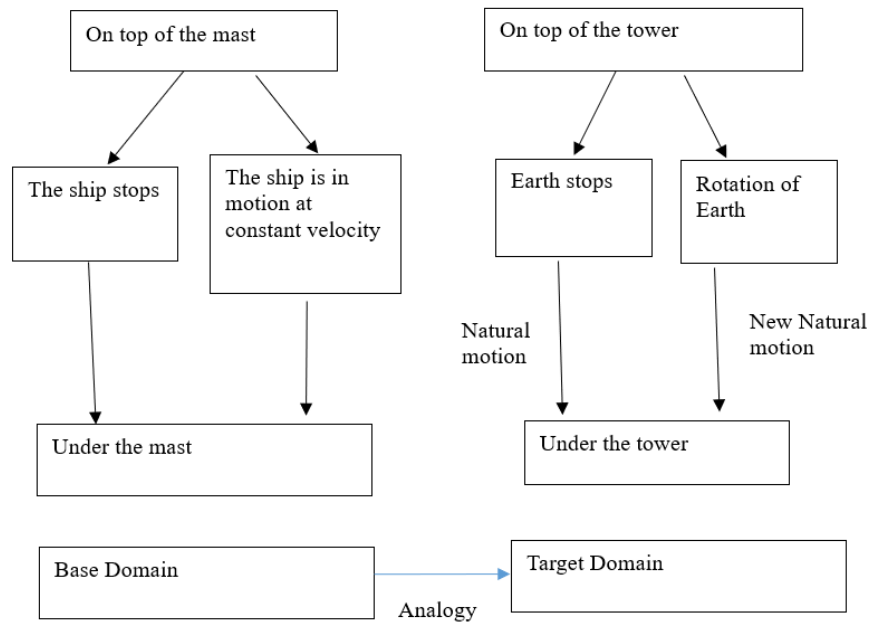 On top of the mast
On top of the tower
The ship stops
The ship is in
motion at
constant velocity
Earth stops
Rotation of
Earth
Natural
motion
New Natural
motion
Under the mast
Under the tower
Base Domain
Analogy
Target Domain